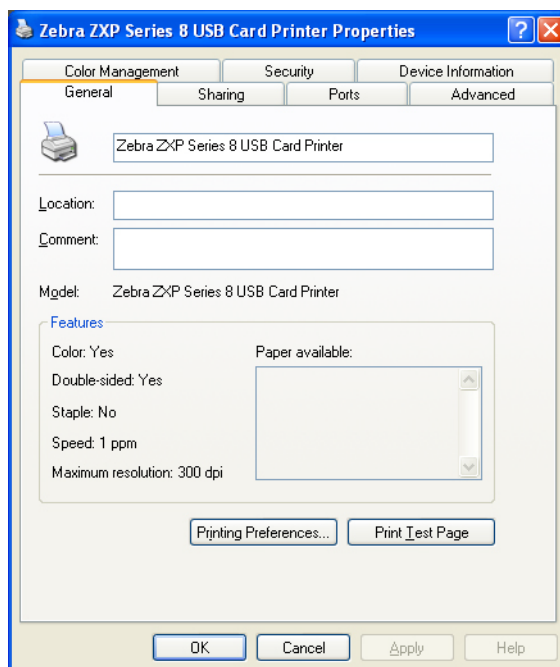 Zebra ZXP Series 8 USB Card Printer Properties
Color Management Security Device Information
General Sharing Ports Advanced
Zebra ZXP Series 8 USB Card Printer
Location:
Comment:
Model: Zebra ZXP Series 8 USB Card Printer
Features
Color: Yes Paper available:
Double-sided: Yes
Staple: No
Speed: 1 ppm
Maximum resolution: 300 dpi
Printing Preferences... Print Test Page
OK Cancel Apply Help